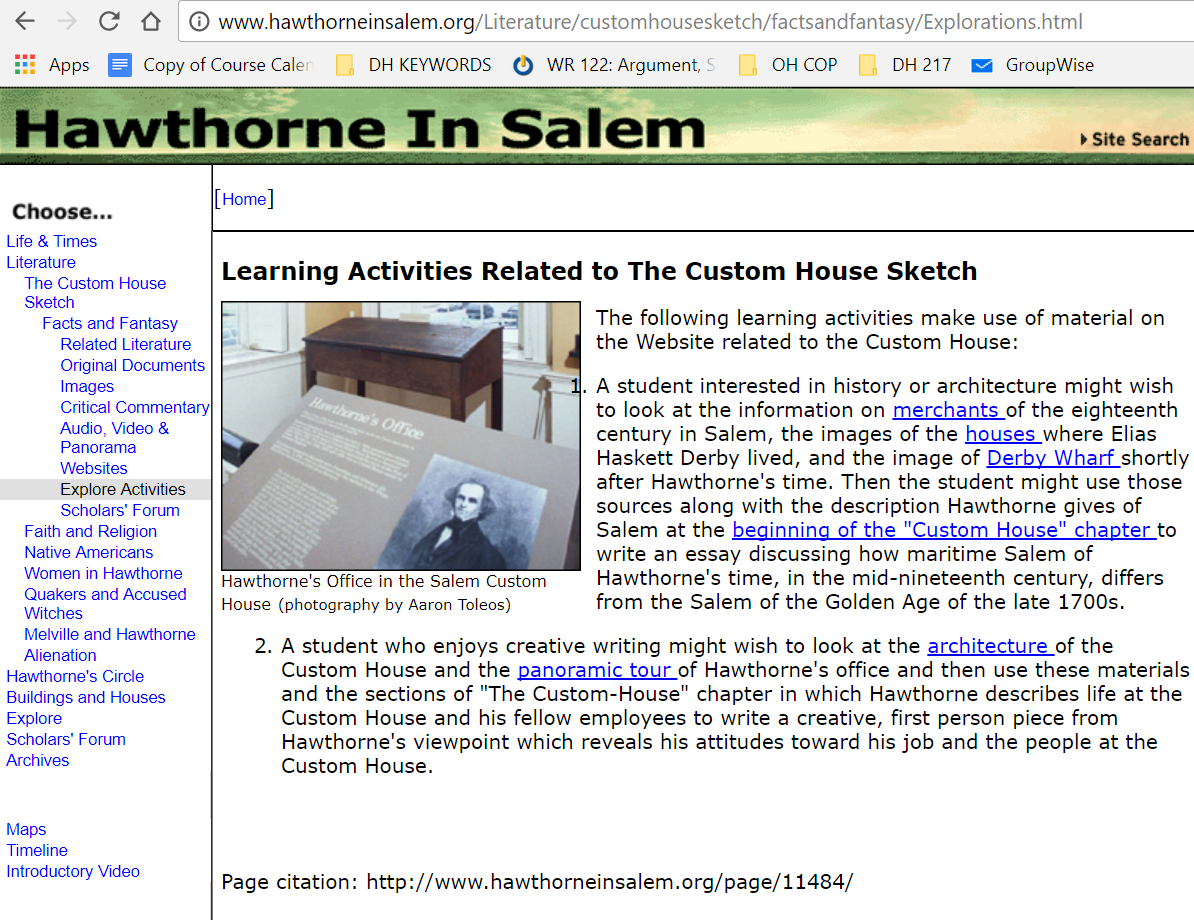 www.hawthorneinsalem.org/Literature/customhousesketch/factsandfantasy/Explorations.html
Apps Copy of Course Calen DH KEYWORDS WR 122: Argument, S OH COP DH 217 GroupWise
Hawthorne In Salem
Site Search
Choose...
Life & Times
Literature
The Custom House
Sketch
Facts and Fantasy
Related Literature
Original Documents
Images
Critical Commentary
Audio, Video &
Panorama
Websites
Explore Activities
Scholars' Forum
Faith and Religion
Native Americans
Women in Hawthorne
Quakers and Accused
Witches
Melville and Hawthorne
Alienation
Hawthorne's Circle
Buildings and Houses
Explore
Scholars' Forum
Archives
Maps
Timeline
Introductory Video
[Home]
Learning Activities Related to The Custom House Sketch
Hawthorne's Office
Hawthorne's Office in the Salem Custom
House (photography by Aaron Toleos)
The following learning activities make use of material on
the Website related to the Custom House:
1. A student interested in history or architecture might wish
to look at the information on merchants of the eighteenth
century in Salem, the images of the houses where Elias
Haskett Derby lived, and the image of Derby Wharf shortly
after Hawthorne's time. Then the student might use those
sources along with the description Hawthorne gives of
Salem at the beginning of the "Custom House" chapter to
write an essay discussing how maritime Salem of
Hawthorne's time, in the mid-nineteenth century, differs
from the Salem of the Golden Age of the late 1700s.
2. A student who enjoys creative writing might wish to look at the architecture of the
Custom House and the panoramic tour of Hawthorne's office and then use these materials
and the sections of "The Custom-House" chapter in which Hawthorne describes life at the
Custom House and his fellow employees to write a creative, first person piece from
Hawthorne's viewpoint which reveals his attitudes toward his job and the people at the
Custom House.
Page citation: http://www.hawthorneinsalem.org/page/11484/